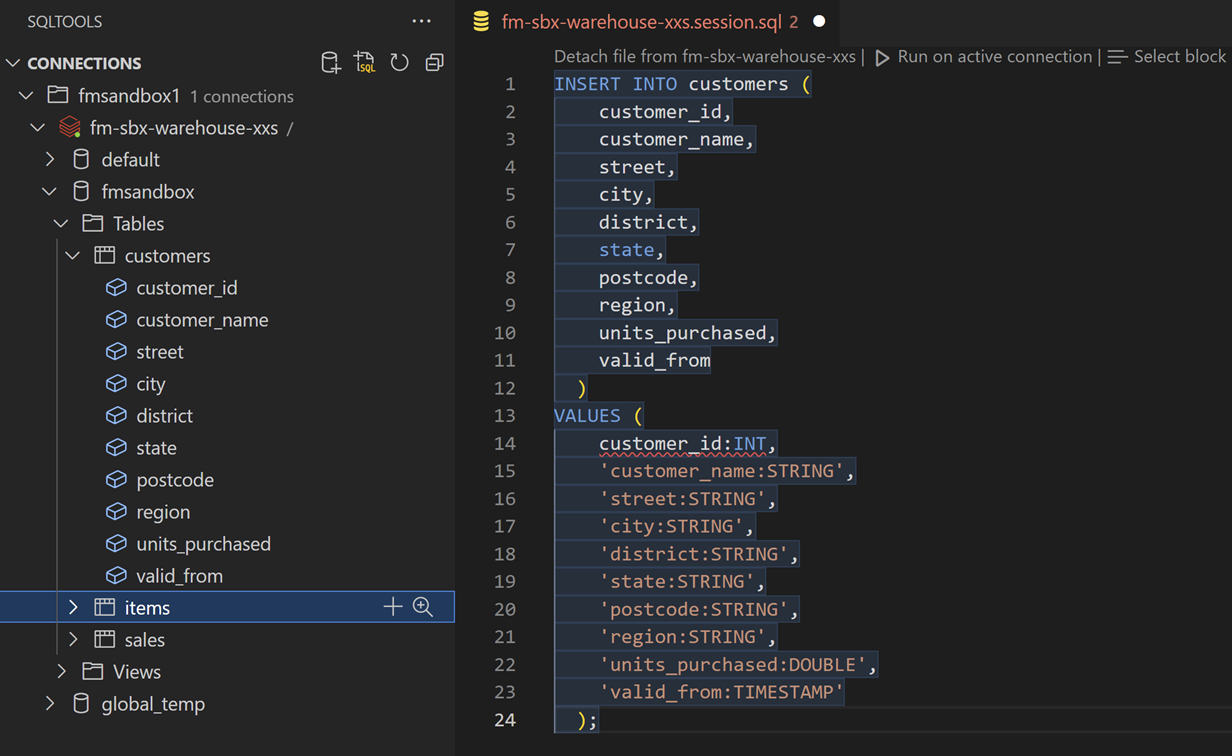 SQLTOOLS
CONNECTIONS
SQL
fmsandbox1 1 connections
fm-sbx-warehouse-xxs /
default
fmsandbox
Tables
customers
customer_id
customer_name
street
city
district
state
postcode
region
units_purchased
valid_from
items
sales
Views
global_temp
fm-sbx-warehouse-xxs.session.sql 2
Detach file from fm-sbx-warehouse-xxs | Run on active connection | Select block
1 INSERT INTO customers (
2 customer_id,
3 customer_name,
4 street,
5 city,
6 district,
7 state,
8 postcode,
9 region,
10 units_purchased,
11 valid_from
12 )
13 VALUES (
14 customer_id:INT,
15 'customer_name:STRING',
16 'street:STRING',
17 'city:STRING',
18 'district:STRING',
19 'state:STRING',
20 'postcode:STRING',
21 'region:STRING',
22 'units_purchased:DOUBLE',
23 'valid_from:TIMESTAMP'
24 );